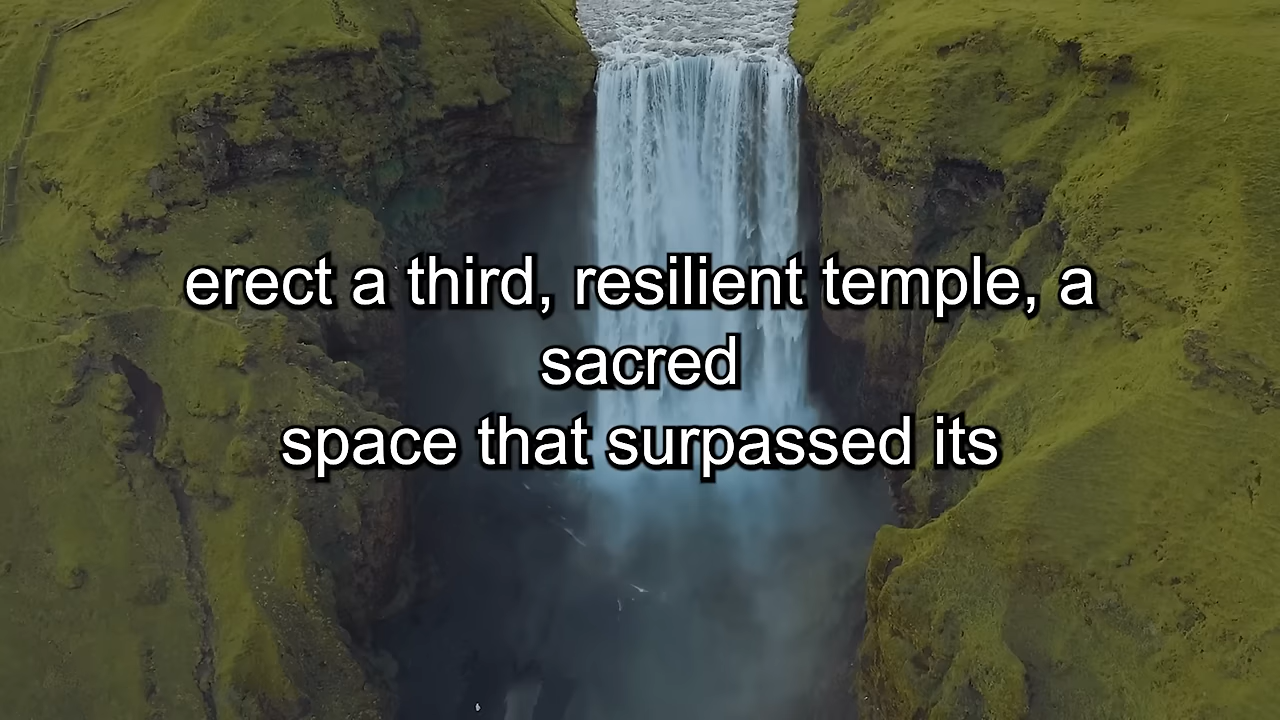 erect a third, resilient temple, a
sacred
space that surpassed its